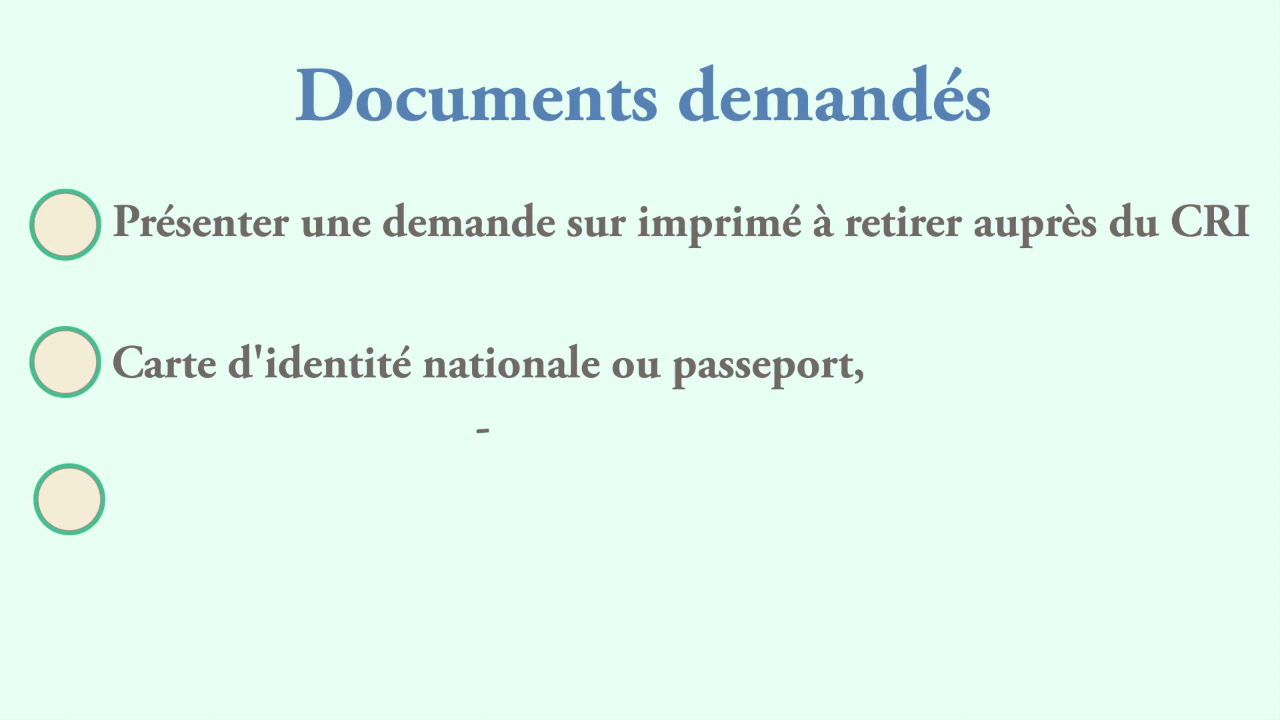 Documents demandés
Présenter une demande sur imprimé à retirer auprès du CRI
Carte d'identité nationale ou passeport,
-